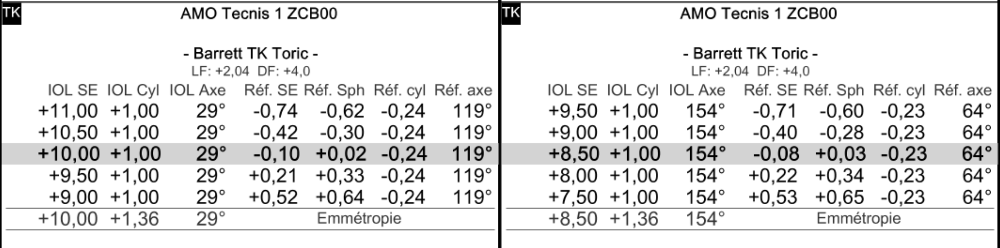 TK AMO Tecnis 1 ZCB00
- Barrett TK Toric -
LF: +2,04 DF: +4,0
IOL SE IOL Cyl IOL Axe Réf. SE Réf. Sph Réf. cyl Réf. axe
+11,00 +1,00 29° -0,74 -0,62 -0,24 119°
+10,50 +1,00 29° -0,42 -0,30 -0,24 119°
+10,00 +1,00 29° -0,10 +0,02 -0,24 119°
+9,50 +1,00 29° +0,21 +0,33 -0,24 119°
+9,00 +1,00 29° +0,52 +0,64 -0,24 119°
+10,00 +1,36 29° Emmétropie
TK AMO Tecnis 1 ZCB00
- Barrett TK Toric -
LF: +2,04 DF: +4,0
IOL SE IOL Cyl IOL Axe Réf. SE Réf. Sph Réf. cyl Réf. axe
+9,50 +1,00 154° -0,71 -0,60 -0,23 64°
+9,00 +1,00 154° -0,40 -0,28 -0,23 64°
+8,50 +1,00 154° -0,08 +0,03 -0,23 64°
+8,00 +1,00 154° +0,22 +0,34 -0,23 64°
+7,50 +1,00 154° +0,53 +0,65 -0,23 64°
+8,50 +1,36 154° Emmétropie